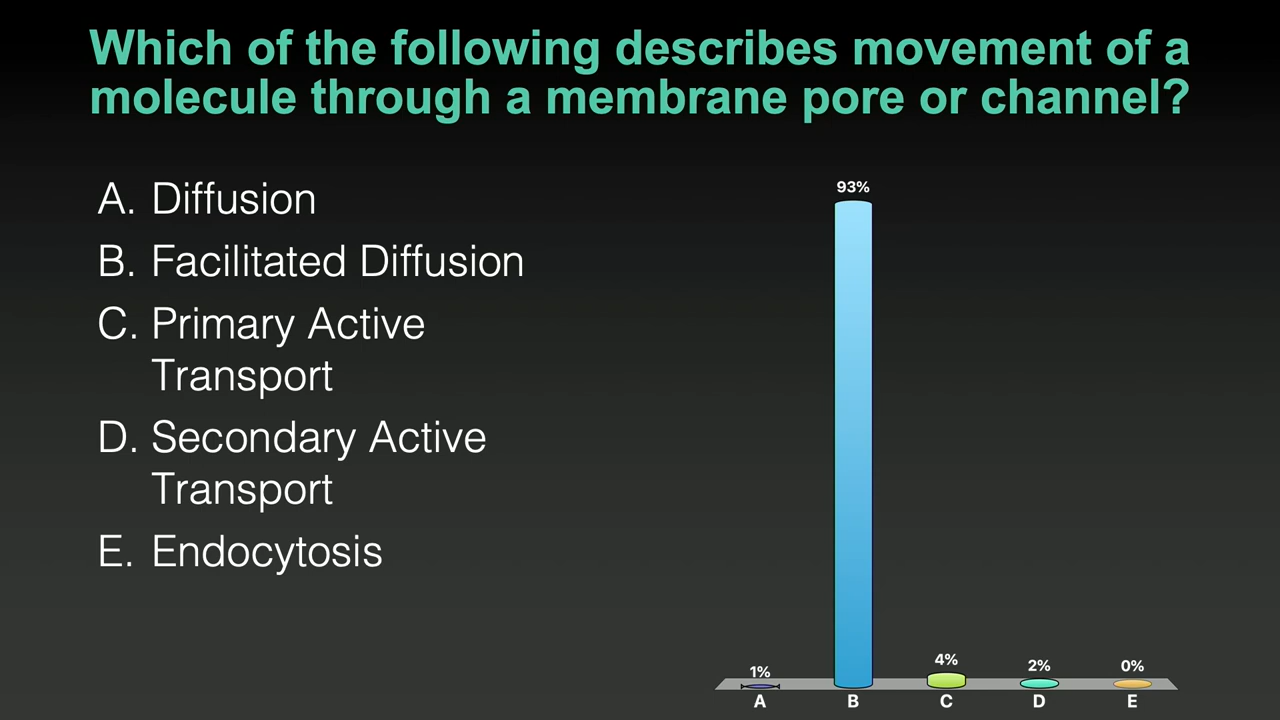 Which of the following describes movement of a
molecule through a membrane pore or channel?
A. Diffusion
B. Facilitated Diffusion
C. Primary Active
Transport
D. Secondary Active
Transport
E. Endocytosis
93%
1%
4%
2%
0%
A B C D E